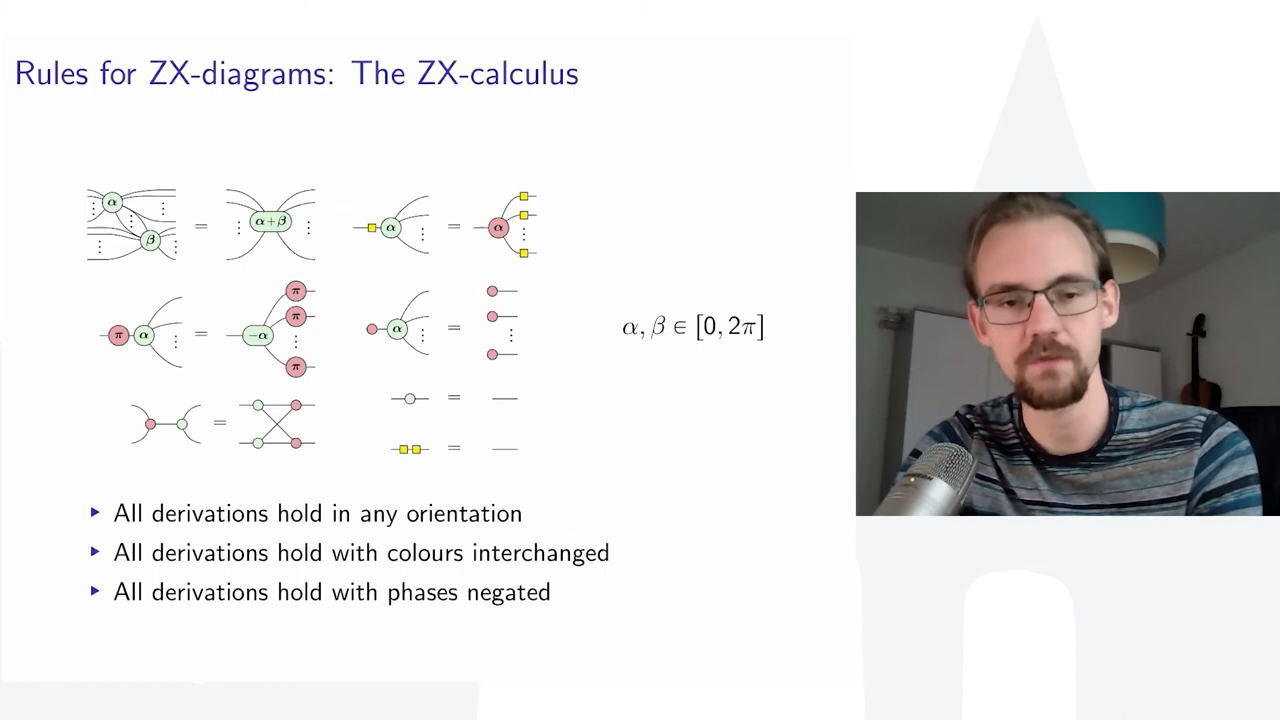 Rules for ZX-diagrams: The ZX-calculus
α = α+β α = α
β
π α = −α π π π α =
α, β ∈ [0, 2π]
=
=
=
▸ All derivations hold in any orientation
▸ All derivations hold with colours interchanged
▸ All derivations hold with phases negated